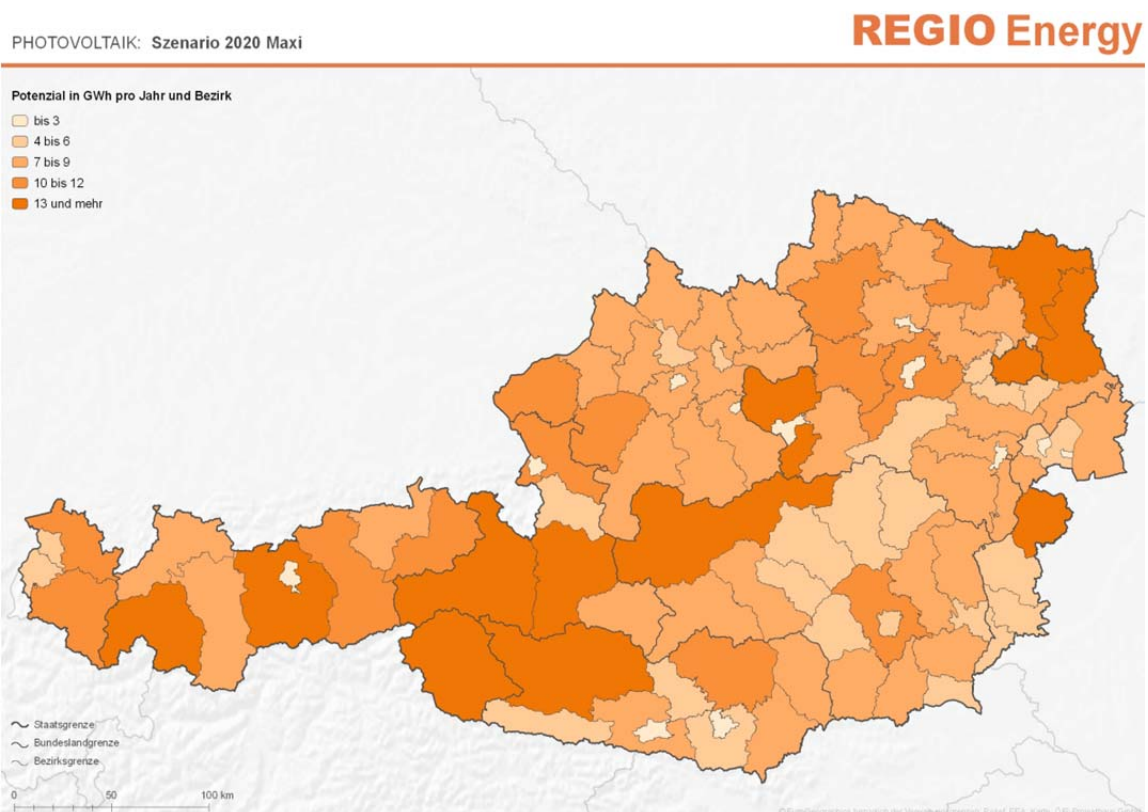 PHOTOVOLTAIK: Szenario 2020 Maxi
REGIO Energy
Potenzial in GWh pro Jahr und Bezirk
bis 3
4 bis 6
7 bis 9
10 bis 12
13 und mehr
Staatsgrenze
Bundeslandgrenze
Bezirksgrenze
0 50 100 km